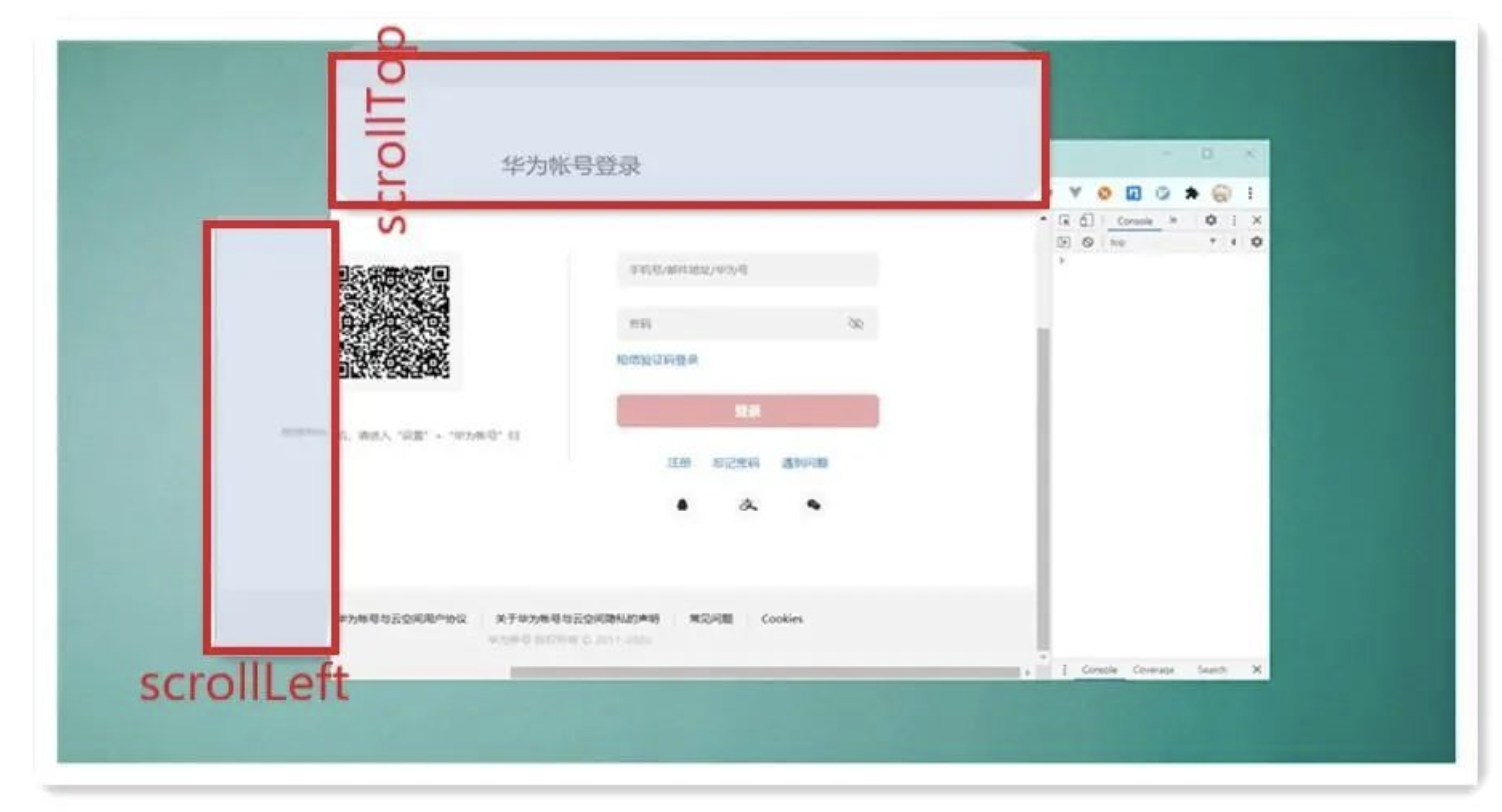 scrollTop
华为帐号登录
Console
top
手机号/邮件地址/华为号
密码
短信验证码登录
登录
机, 请进入 "设置" + "华为帐号" 扫
注册 忘记密码 遇到问题
华为帐号与云空间用户协议 关于华为帐号与云空间隐私的声明 常见问题 Cookies
华为帐号 版权所有 © 2011-2020
scrollLeft
Console Coverage Search